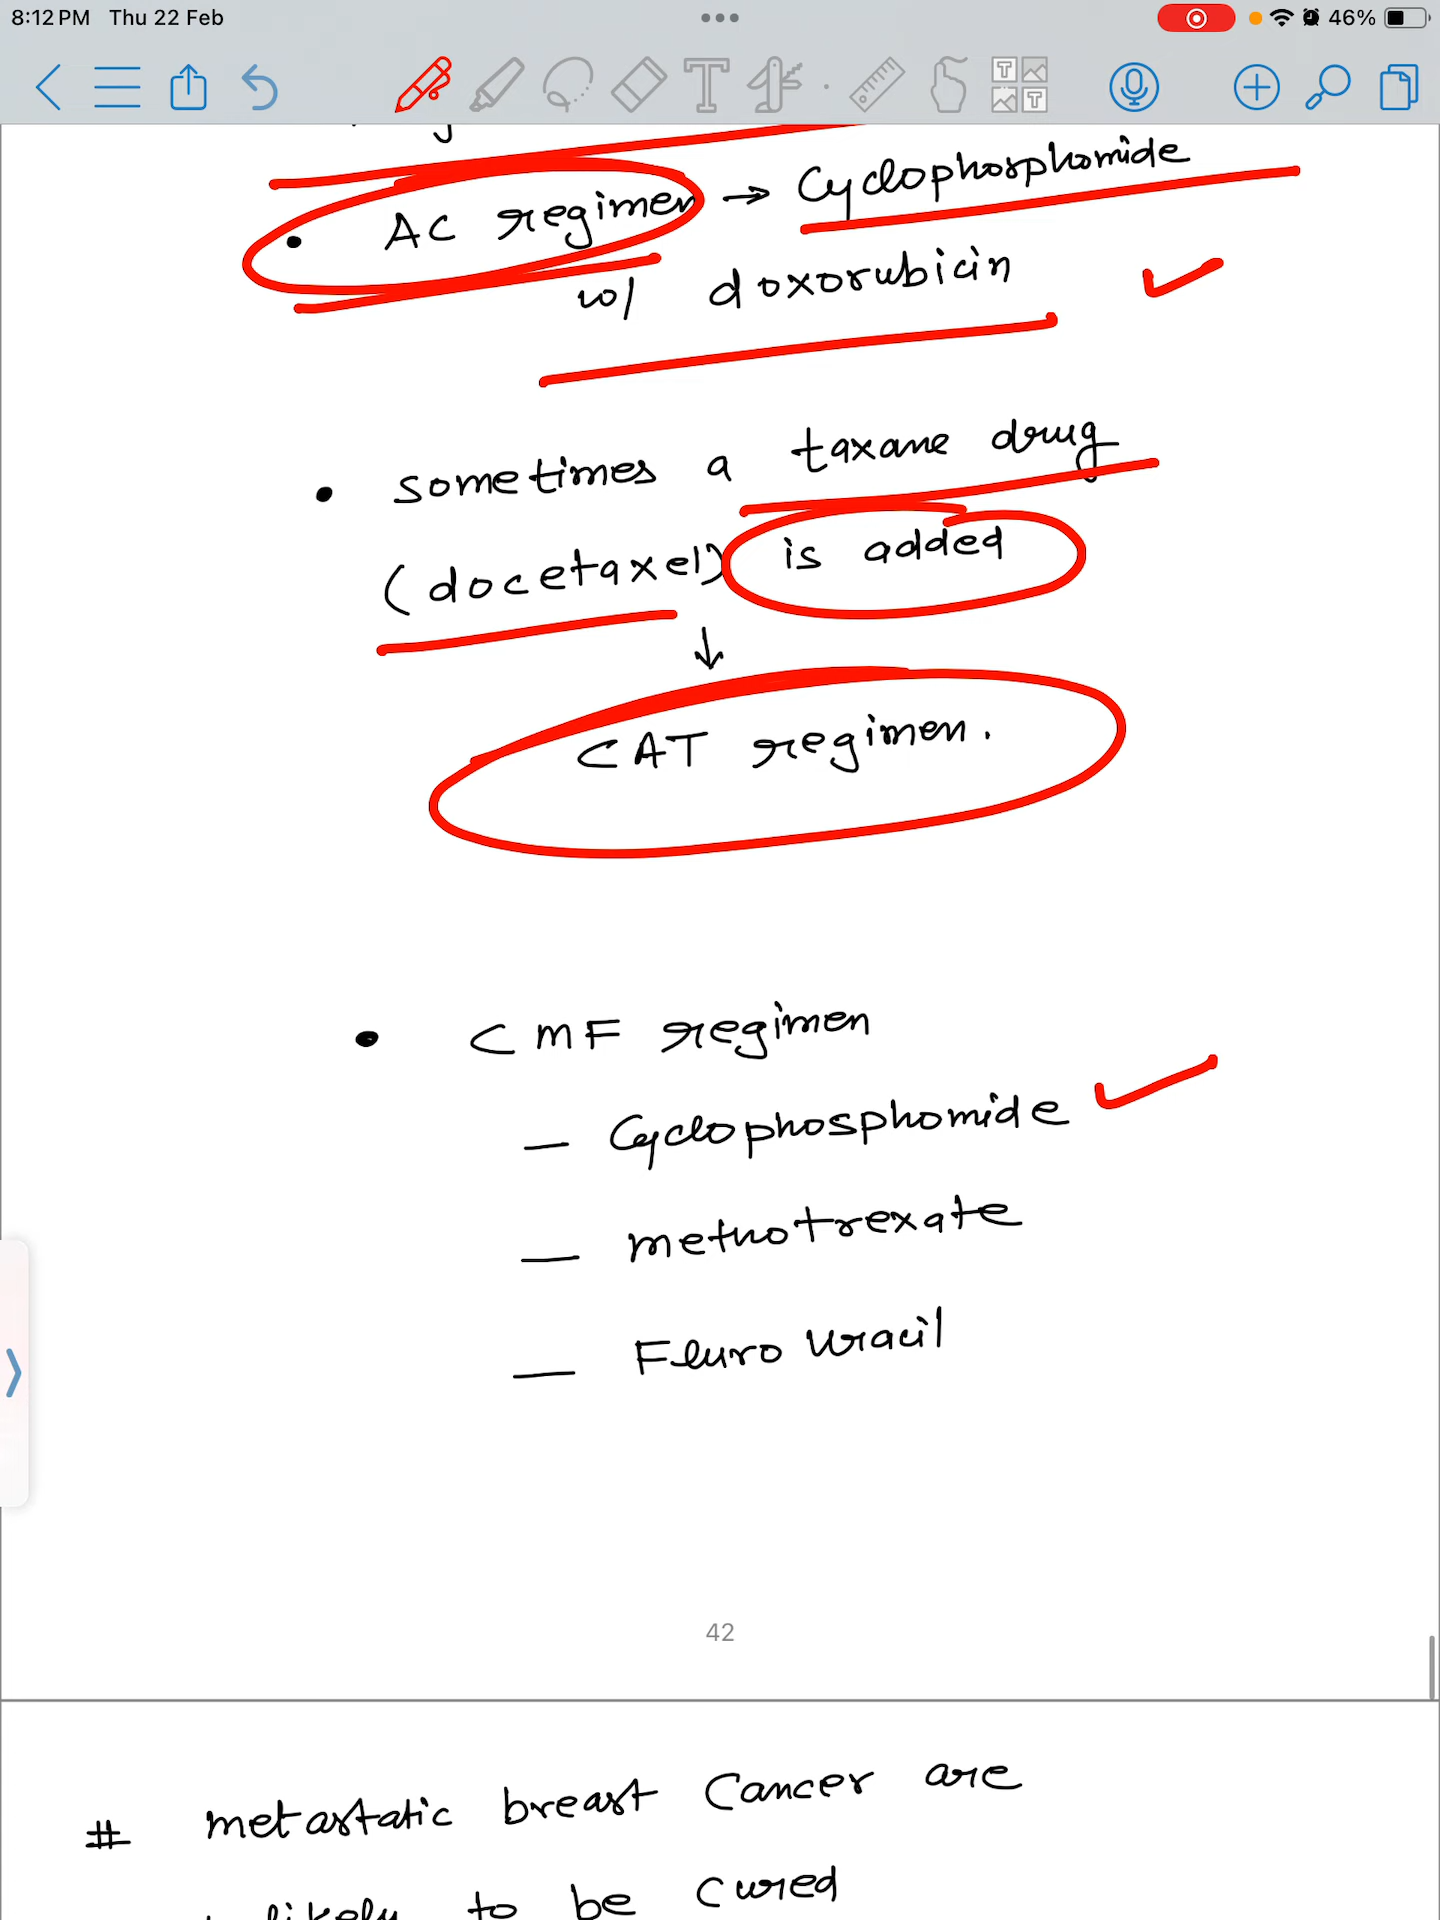 8:12 PM Thu 22 Feb
46%
• AC regimen → Cyclophosphomide
w/ doxorubicin
• sometimes a taxane drug
(docetaxel) is added
↓
CAT regimen.
• CMF regimen
— Cyclophosphomide
— methotrexate
— Fluro uracil
42
# metastatic breast Cancer are
likely to be cured